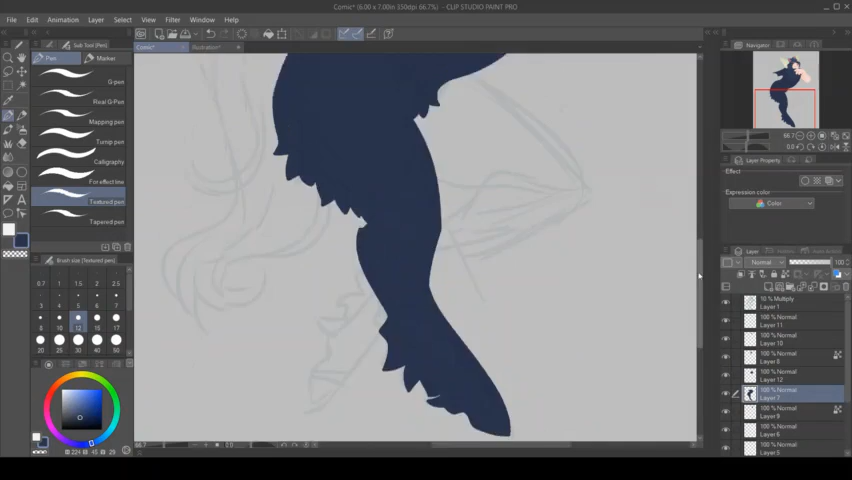 Comic* (6.00 x 7.00in 350dpi 66.7%) - CLIP STUDIO PAINT PRO
File Edit Animation Layer Select View Filter Window Help
Comic* Illustration*
Sub Tool (Pen)
Pen Marker
G-pen
Real G-Pen
Mapping pen
Turnip pen
Calligraphy
For effect line
Textured pen
Tapered pen
Brush size (Textured pen)
0.7 1 1.5 2 2.5
3 4 5 6 7
8 10 12 15 17
20 25 30 40 50
Navigator
66.7
0.0
Layer Property
Effect
Expression color
Color
Layer
Normal 100
10 % Multiply
Layer 1
100 % Normal
Layer 11
100 % Normal
Layer 10
100 % Normal
Layer 8
100 % Normal
Layer 12
100 % Normal
Layer 7
100 % Normal
Layer 9
100 % Normal
Layer 6
100 % Normal
Layer 5